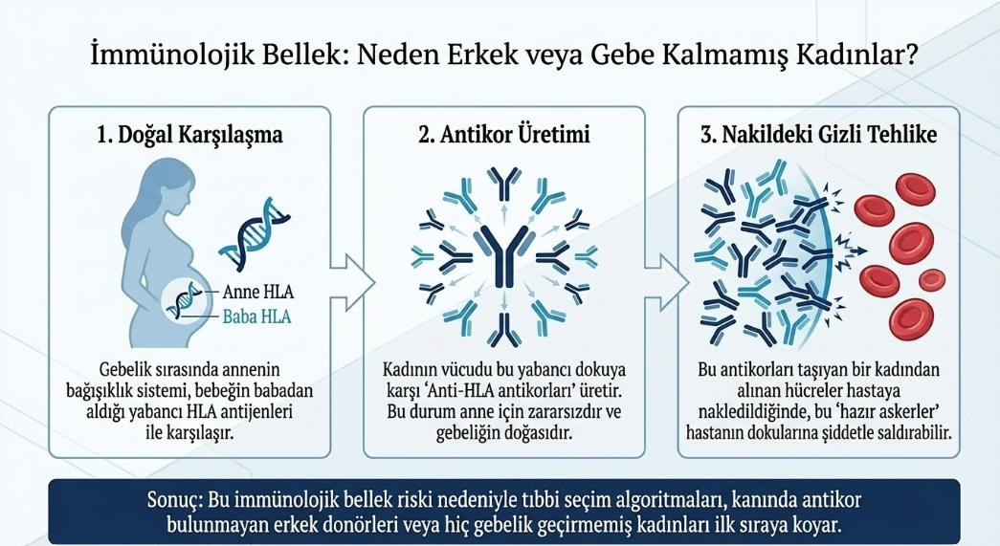 İmmünolojik Bellek: Neden Erkek veya Gebe Kalmamış Kadınlar?
1. Doğal Karşılaşma
Anne HLA
Baba HLA
Gebelik sırasında annenin
bağışıklık sistemi, bebeğin babadan
aldığı yabancı HLA antijenleri
ile karşılaşır.
2. Antikor Üretimi
Kadının vücudu bu yabancı dokuya
karşı ‘Anti-HLA antikorları’ üretir.
Bu durum anne için zararsızdır ve
gebeliğin doğasıdır.
3. Nakildeki Gizli Tehlike
Bu antikorları taşıyan bir kadından
alınan hücreler hastaya
nakledildiğinde, bu ‘hazır askerler’
hastanın dokularına şiddetle saldırabilir.
Sonuç: Bu immünolojik bellek riski nedeniyle tıbbi seçim algoritmaları, kanında antikor
bulunmayan erkek donörleri veya hiç gebelik geçirmemiş kadınları ilk sıraya koyar.